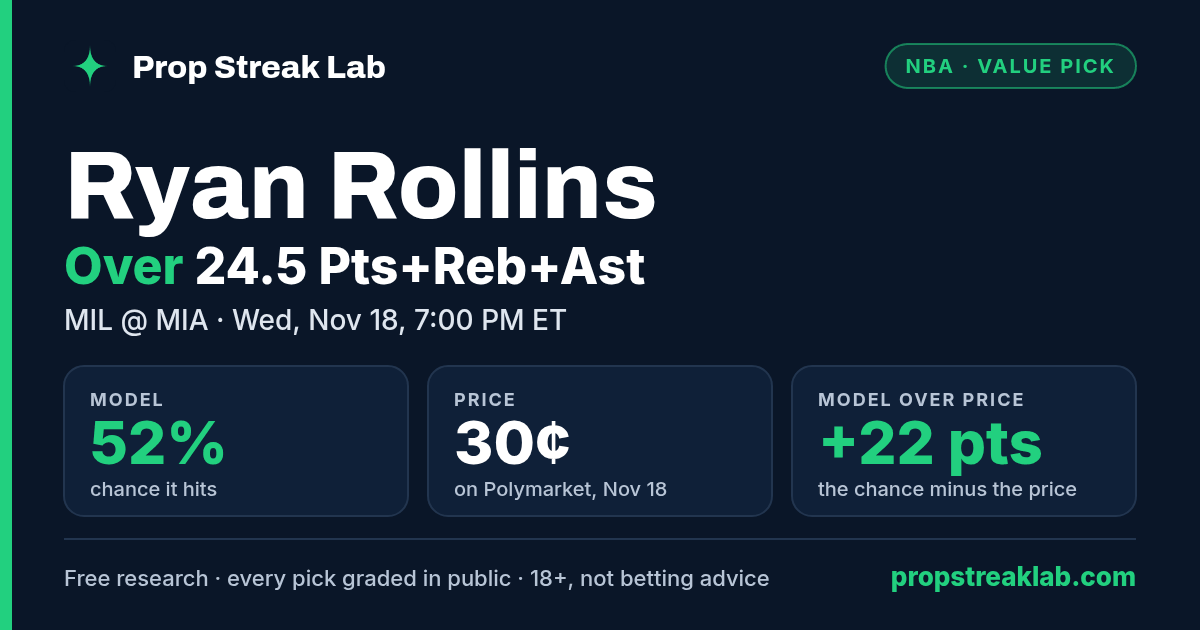 Prop Streak Lab
NBA · VALUE PICK
Ryan Rollins
Over 24.5 Pts+Reb+Ast
MIL @ MIA · Wed, Nov 18, 7:00 PM ET
MODEL
52%
chance it hits
PRICE
30¢
on Polymarket, Nov 18
MODEL OVER PRICE
+22 pts
the chance minus the price
Free research · every pick graded in public · 18+, not betting advice
propstreaklab.com